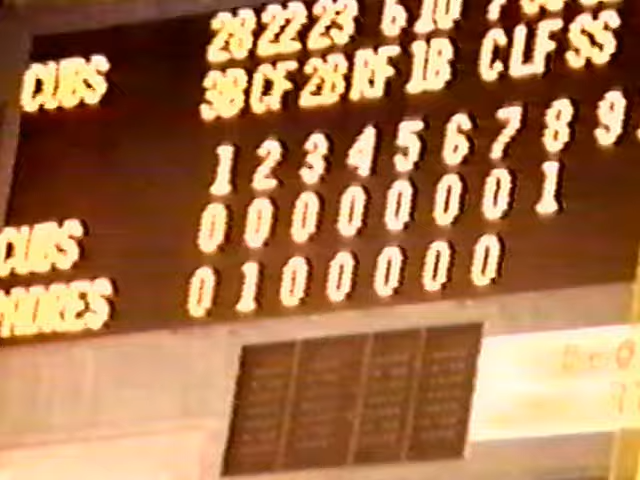 28 22 23 6 10 7
CUBS 3B CF 2B RF 1B C LF SS
1 2 3 4 5 6 7 8 9
CUBS 0 0 0 0 0 0 0 1
PADRES 0 1 0 0 0 0 0